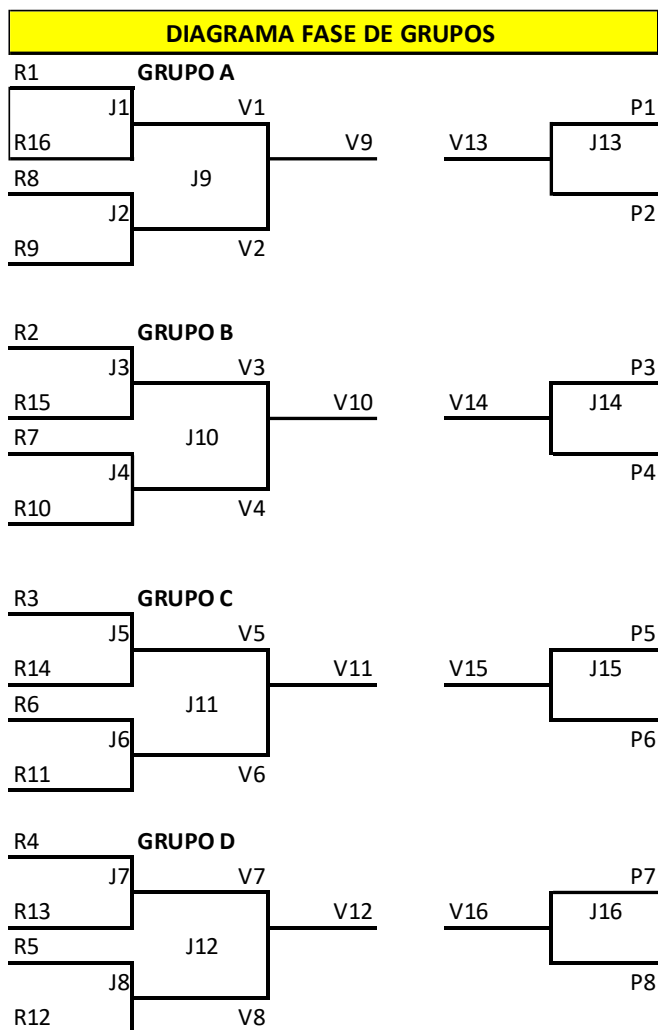 DIAGRAMA FASE DE GRUPOS
R1 GRUPO A
J1 V1 P1
R16 V9 V13 J13
R8 J9
J2 P2
R9 V2
R2 GRUPO B
J3 V3 P3
R15 V10 V14 J14
R7 J10
J4 P4
R10 V4
R3 GRUPO C
J5 V5 P5
R14 V11 V15 J15
R6 J11
J6 P6
R11 V6
R4 GRUPO D
J7 V7 P7
R13 V12 V16 J16
R5 J12
J8 P8
R12 V8